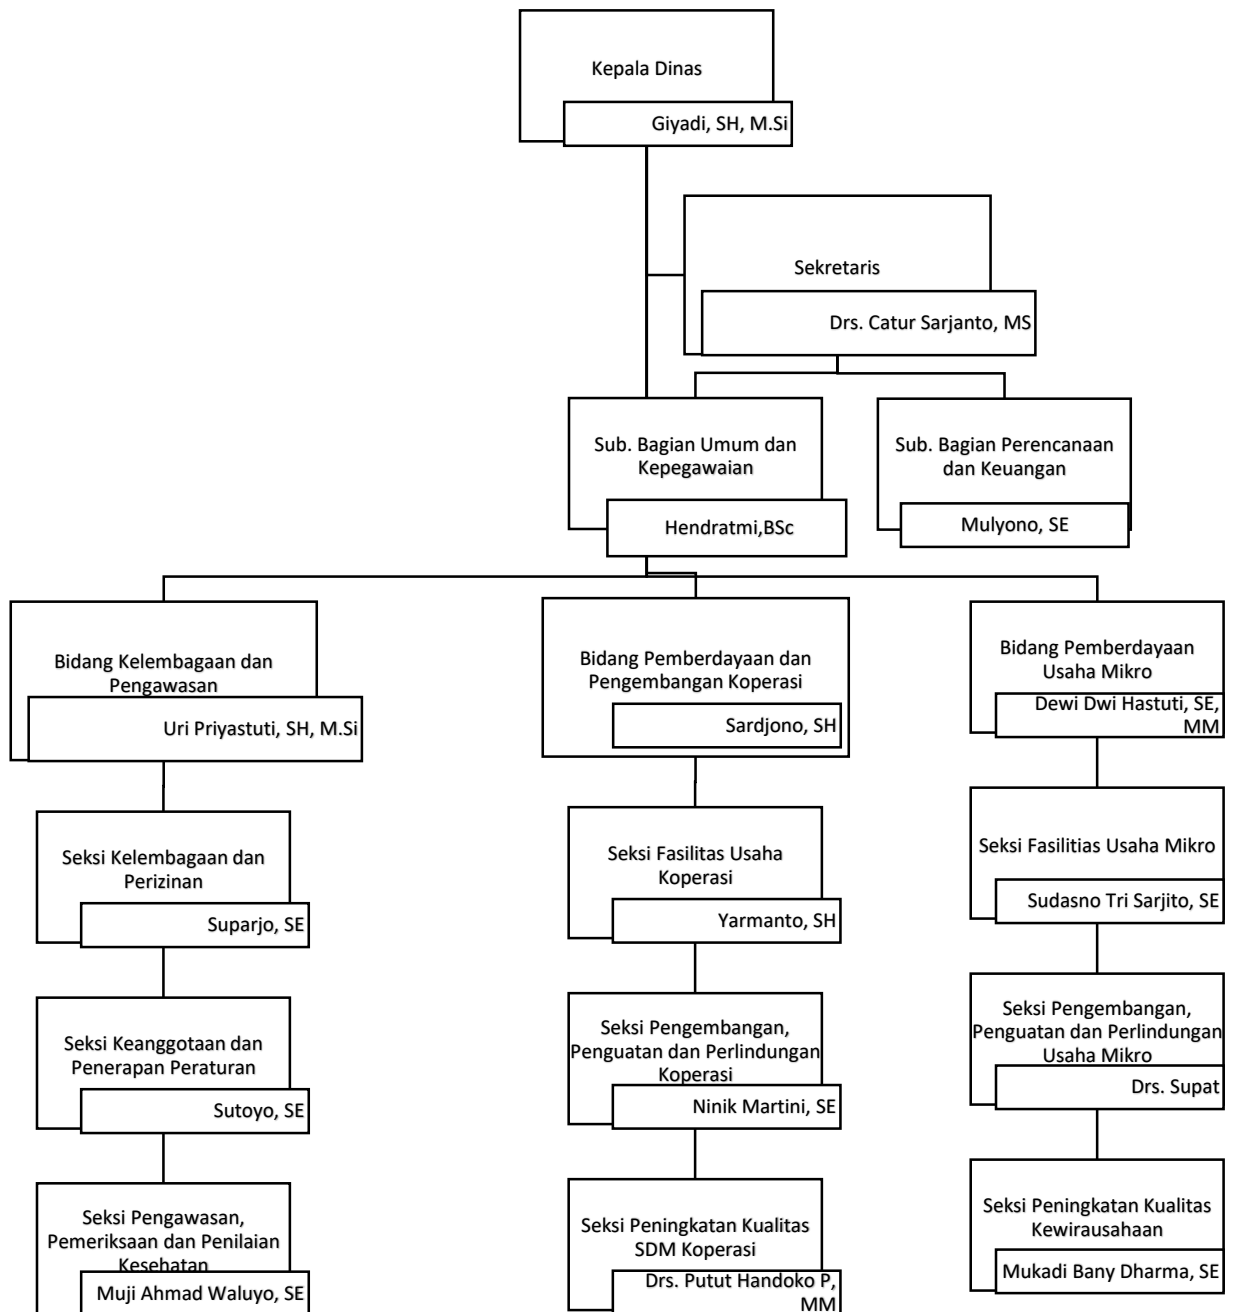 Kepala Dinas
Giyadi, SH, M.Si
Sekretaris
Drs. Catur Sarjanto, MS
Sub. Bagian Umum dan
Kepegawaian
Hendratmi,BSc
Sub. Bagian Perencanaan
dan Keuangan
Mulyono, SE
Bidang Kelembagaan dan
Pengawasan
Uri Priyastuti, SH, M.Si
Bidang Pemberdayaan dan
Pengembangan Koperasi
Sardjono, SH
Bidang Pemberdayaan
Usaha Mikro
Dewi Dwi Hastuti, SE,
MM
Seksi Kelembagaan dan
Perizinan
Suparjo, SE
Seksi Fasilitas Usaha
Koperasi
Yarmanto, SH
Seksi Fasilitias Usaha Mikro
Sudasno Tri Sarjito, SE
Seksi Keanggotaan dan
Penerapan Peraturan
Sutoyo, SE
Seksi Pengembangan,
Penguatan dan Perlindungan
Koperasi
Ninik Martini, SE
Seksi Pengembangan,
Penguatan dan Perlindungan
Usaha Mikro
Drs. Supat
Seksi Pengawasan,
Pemeriksaan dan Penilaian
Kesehatan
Muji Ahmad Waluyo, SE
Seksi Peningkatan Kualitas
SDM Koperasi
Drs. Putut Handoko P,
MM
Seksi Peningkatan Kualitas
Kewirausahaan
Mukadi Bany Dharma, SE